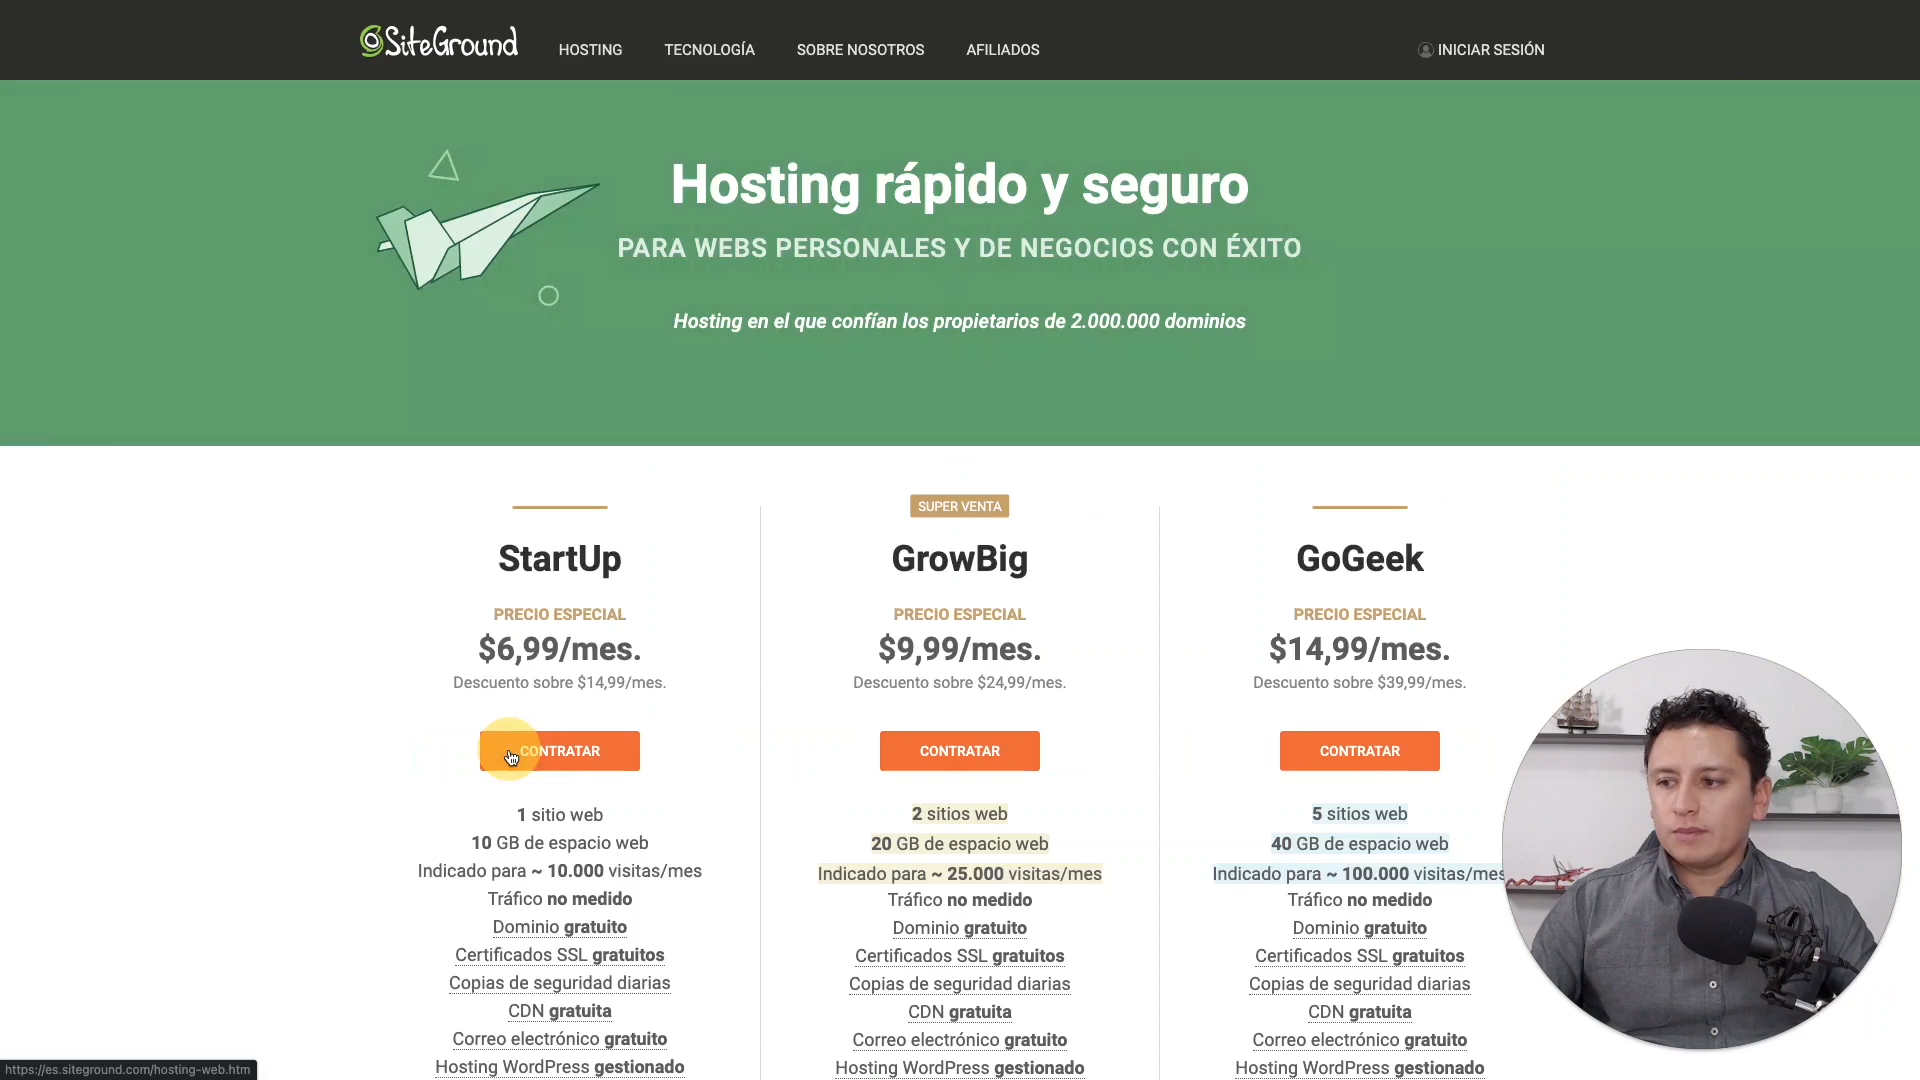 SiteGround
HOSTING
TECNOLOGÍA
SOBRE NOSOTROS
AFILIADOS
INICIAR SESIÓN
Hosting rápido y seguro
PARA WEBS PERSONALES Y DE NEGOCIOS CON ÉXITO
Hosting en el que confían los propietarios de 2.000.000 dominios
StartUp
PRECIO ESPECIAL
$6,99/mes.
Descuento sobre $14,99/mes.
CONTRATAR
1 sitio web
10 GB de espacio web
Indicado para ~ 10.000 visitas/mes
Tráfico no medido
Dominio gratuito
Certificados SSL gratuitos
Copias de seguridad diarias
CDN gratuita
Correo electrónico gratuito
Hosting WordPress gestionado
SUPER VENTA
GrowBig
PRECIO ESPECIAL
$9,99/mes.
Descuento sobre $24,99/mes.
CONTRATAR
2 sitios web
20 GB de espacio web
Indicado para ~ 25.000 visitas/mes
Tráfico no medido
Dominio gratuito
Certificados SSL gratuitos
Copias de seguridad diarias
CDN gratuita
Correo electrónico gratuito
Hosting WordPress gestionado
GoGeek
PRECIO ESPECIAL
$14,99/mes.
Descuento sobre $39,99/mes.
CONTRATAR
5 sitios web
40 GB de espacio web
Indicado para ~ 100.000 visitas/mes
Tráfico no medido
Dominio gratuito
Certificados SSL gratuitos
Copias de seguridad diarias
CDN gratuita
Correo electrónico gratuito
Hosting WordPress gestionado
https://es.siteground.com/hosting-web.htm